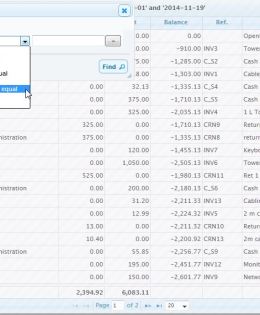 -01' and '2014-11-19'
Balance Ref.
0.00 0.00 Open
0.00 -910.00 INV3 Town
5.00 -1,285.00 C_S2 Cash
8.00 -1,303.00 INV1 Cable
equal 0.00 32.13 -1,335.13 C_S4 Cash
0.00 375.00 -1,710.13 C_S5 Cash
0.00 325.00 -2,035.13 INV4 1 L T
325.00 0.00 -1,710.13 CRN9 Retur
ninistration 375.00 0.00 -1,335.13 CRN8 return
0.00 120.00 -1,455.13 INV7 Keybo
0.00 1,050.00 -2,505.13 INV6
525.00 0.00 -1,980.13 CRN11 Ret 1
ninistration 0.00 200.00 -2,180.13 C_S6 Cash
0.00 31.20 -2,211.33 INV13 Cable
0.00 12.99 -2,224.32 INV5 2 m c
13.00 0.00 -2,211.32 CRN10 Retur
10.40 0.00 -2,200.92 CRN13 2m ca
ninistration 0.00 55.85 -2,256.77 C_S9 Cash
0.00 195.00 -2,451.77 INV12 Monit
0.00 150.00 -2,601.77 INV9 Netwo
2,394.92 6,083.11
Page 1 of 2 20
ual
Find